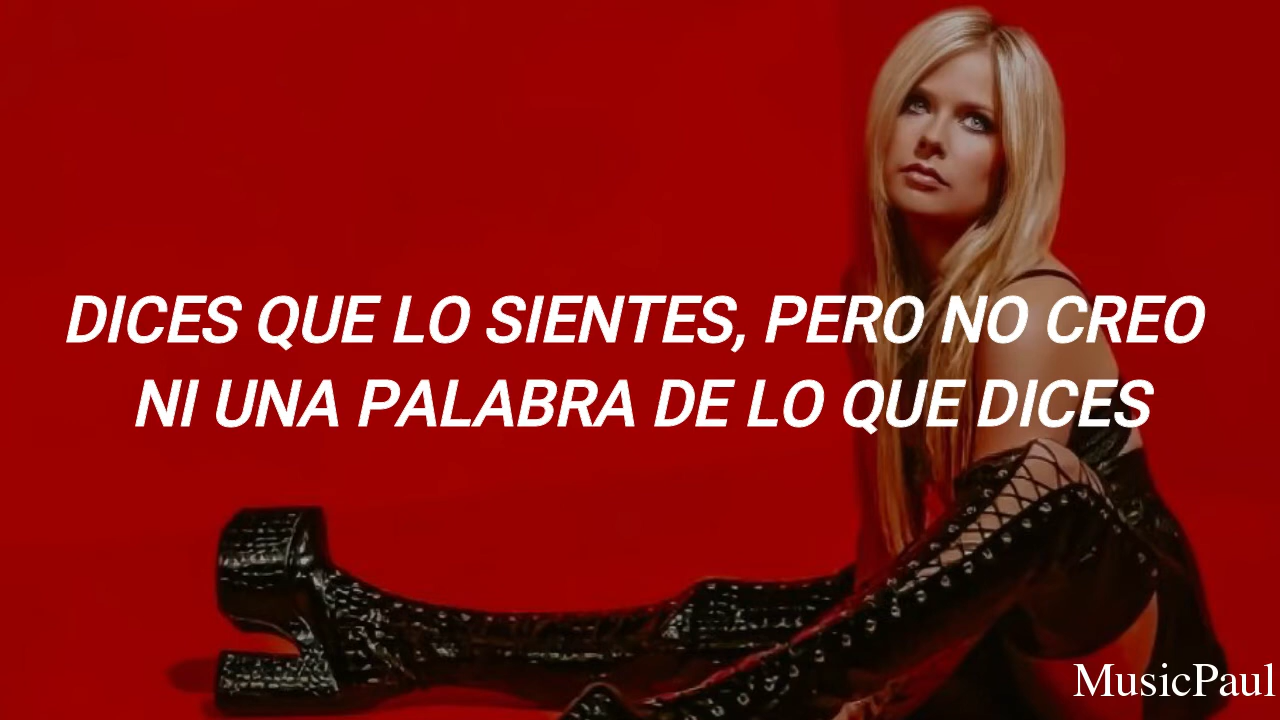 DICES QUE LO SIENTES, PERO NO CREO
NI UNA PALABRA DE LO QUE DICES
MusicPaul